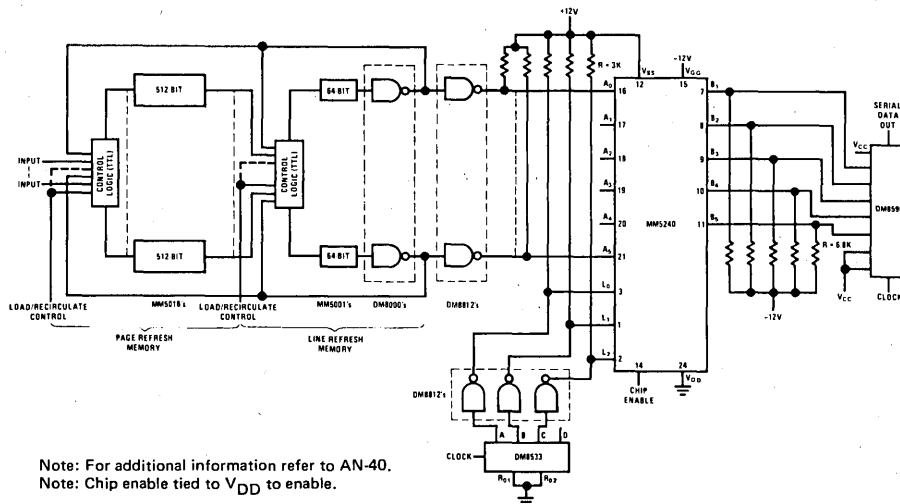 +12V
-12V
R = 3K
VSS
VGG
12
15
512 BIT
64 BIT
A0
16
A1
17
A2
18
A3
19
A4
20
A5
21
L0
3
L1
1
L2
2
MM5240
B1
7
8
B2
9
B3
10
B4
11
B5
SERIAL
DATA
OUT
VCC
DM859
R = 6.8K
VCC
CLOCK
-12V
INPUT
INPUT
CONTROL
LOGIC (TTL)
CONTROL
LOGIC (TTL)
512 BIT
64 BIT
LOAD/RECIRCULATE
CONTROL
MM5016's
LOAD/RECIRCULATE
CONTROL
MM5001's
DM8000's
DM8812's
PAGE REFRESH
MEMORY
LINE REFRESH
MEMORY
14
CHIP
ENABLE
24
VDD
DM8812's
A
B
C
D
CLOCK
DM8533
R01
R02
Note: For additional information refer to AN-40.
Note: Chip enable tied to VDD to enable.